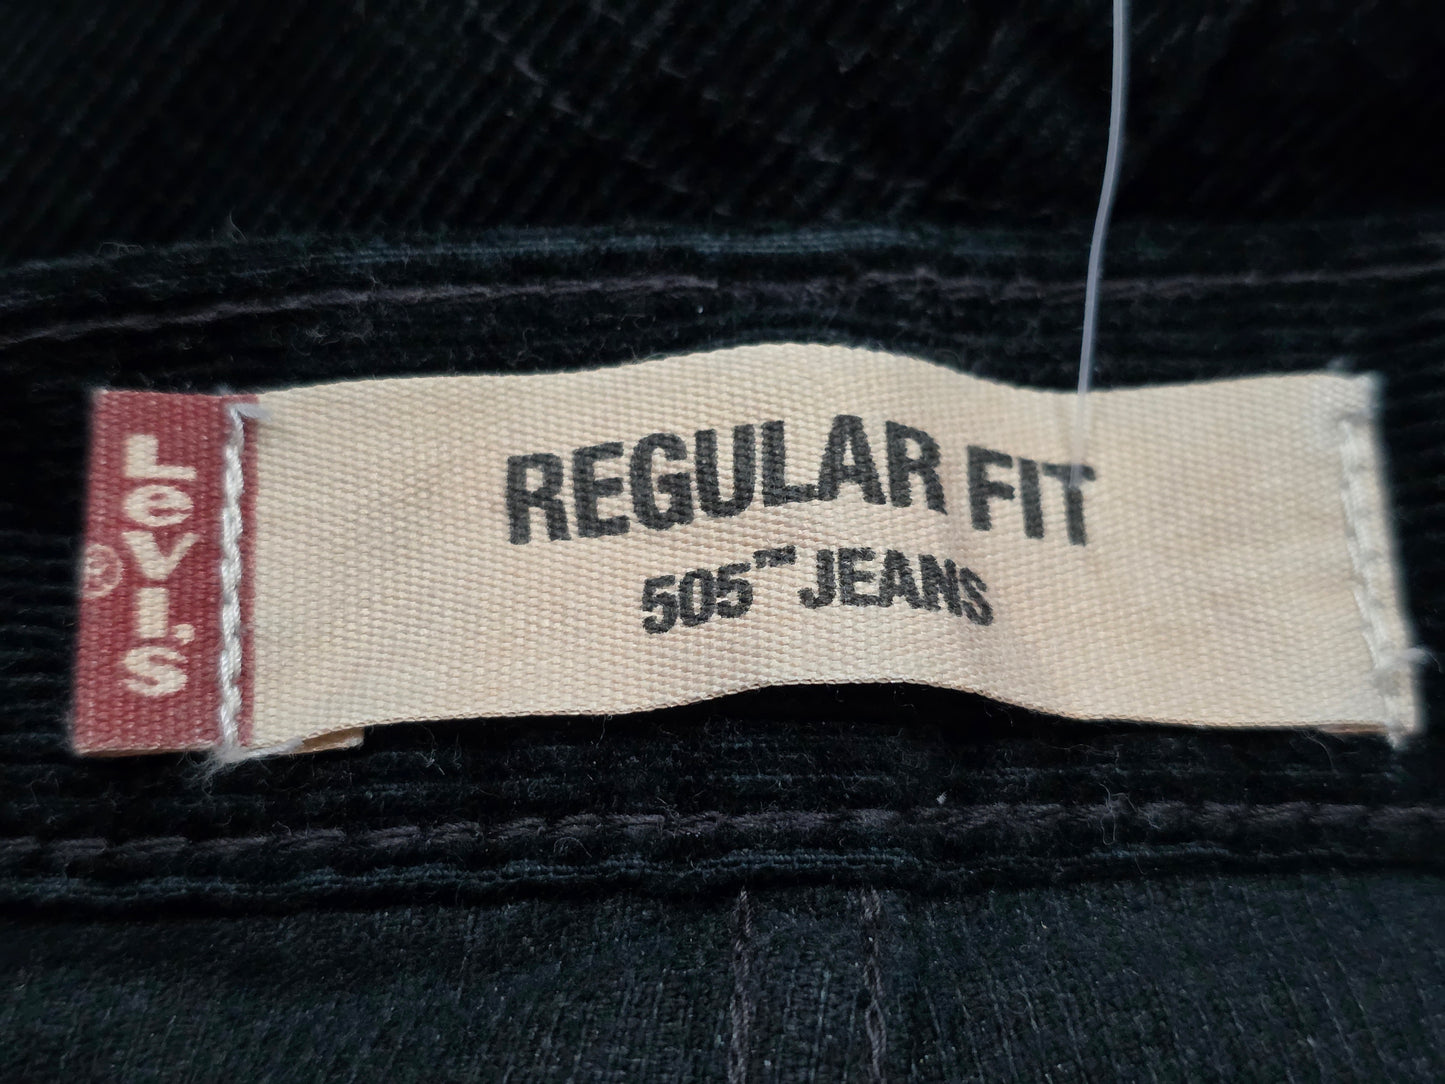 Levi's
®
REGULAR FIT
505™ JEANS